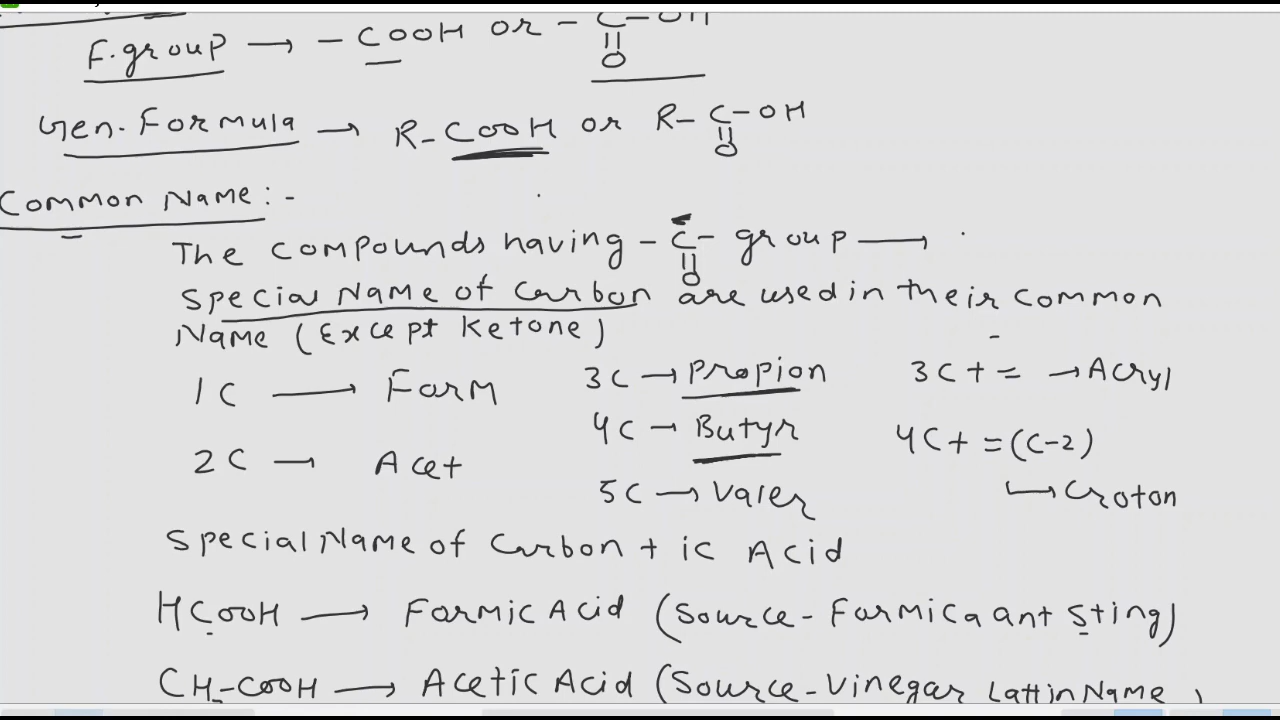 F.group → - COOH or - C - OH
||
O
Gen. Formula → R - COOH or R - C - OH
||
O
Common Name : -
The compounds having - C - group →
||
O
Special Name of Carbon are used in their common
Name (Except Ketone)
1C → Form 3C → Propion 3C + = → Acryl
2C → Acet 4C → Butyr 4C + = (C-2)
5C → Valer ↳ Croton
Special Name of Carbon + ic Acid
HCOOH → Formic Acid (Source - Formica ant sting)
CH3-COOH → Acetic Acid (Source - Vinegar Lattin Name